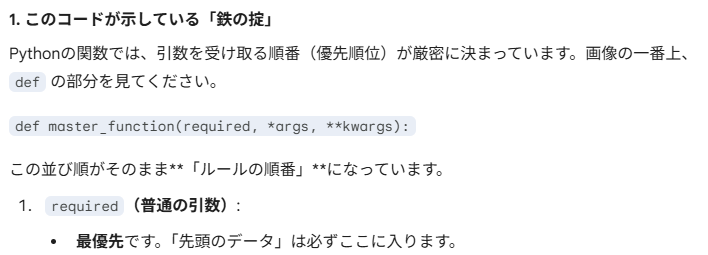 1. このコードが示している「鉄の掟」
Pythonの関数では、引数を受け取る順番（優先順位）が厳密に決まっています。画像の一番上、
def の部分を見てください。
def master_function(required, *args, **kwargs):
この並び順がそのまま**「ルールの順番」**になっています。
1. required（普通の引数）:
• 最優先です。「先頭のデータ」は必ずここに入ります。